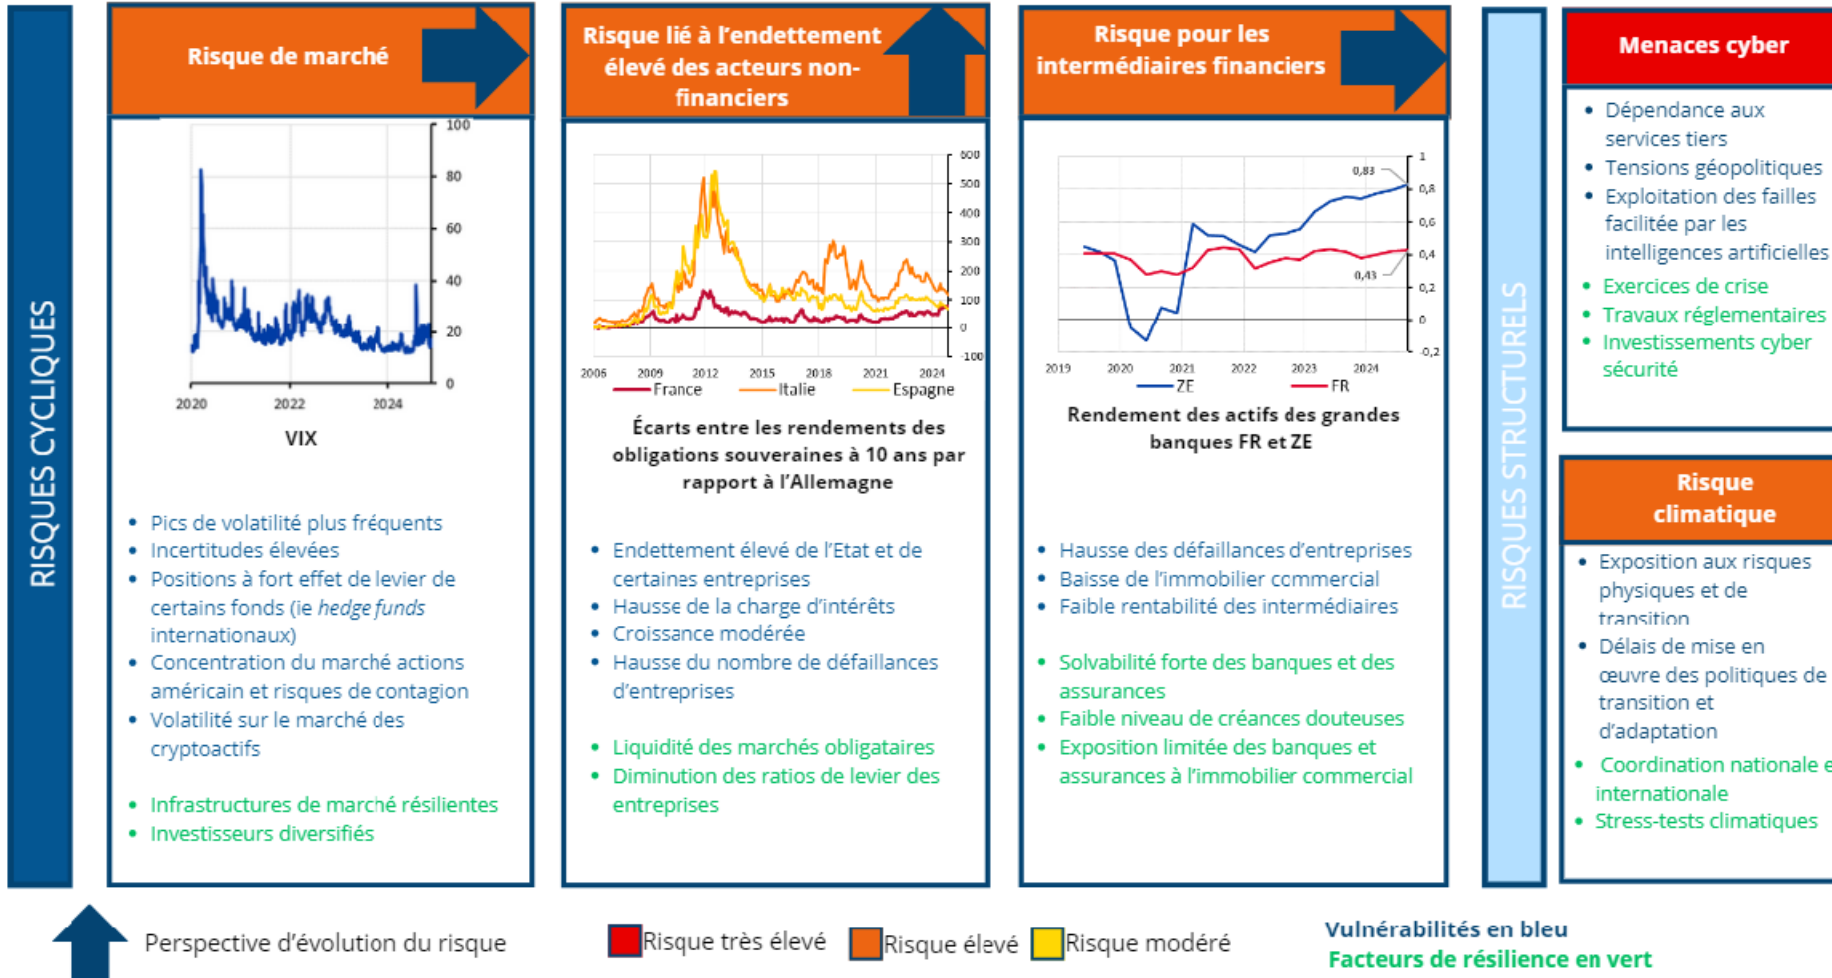 RISQUES CYCLIQUES
Risque de marché
100
80
60
40
20
0
2020
2022
2024
VIX
• Pics de volatilité plus fréquents
• Incertitudes élevées
• Positions à fort effet de levier de
certains fonds (ie hedge funds
internationaux)
• Concentration du marché actions
américain et risques de contagion
• Volatilité sur le marché des
cryptoactifs
• Infrastructures de marché résilientes
• Investisseurs diversifiés
Risque lié à l'endettement
élevé des acteurs non-
financiers
600
500
400
300
200
100
0
-100
2006
2009
2012
2015
2018
2021
2024
France
Italie
Espagne
Écarts entre les rendements des
obligations souveraines à 10 ans par
rapport à l'Allemagne
• Endettement élevé de l'Etat et de
certaines entreprises
• Hausse de la charge d'intérêts
• Croissance modérée
• Hausse du nombre de défaillances
d'entreprises
• Liquidité des marchés obligataires
• Diminution des ratios de levier des
entreprises
Risque pour les
intermédiaires financiers
1
0,8
0,6
0,4
0,2
0
-0,2
0,83
0,43
2019
2020
2021
2022
2023
2024
ZE
FR
Rendement des actifs des grandes
banques FR et ZE
• Hausse des défaillances d'entreprises
• Baisse de l'immobilier commercial
• Faible rentabilité des intermédiaires
• Solvabilité forte des banques et des
assurances
• Faible niveau de créances douteuses
• Exposition limitée des banques et
assurances à l'immobilier commercial
RISQUES STRUCTURELS
Menaces cyber
• Dépendance aux
services tiers
• Tensions géopolitiques
• Exploitation des failles
facilitée par les
intelligences artificielles
• Exercices de crise
• Travaux réglementaires
• Investissements cyber
sécurité
Risque
climatique
• Exposition aux risques
physiques et de
transition
• Délais de mise en
œuvre des politiques de
transition et
d'adaptation
• Coordination nationale e
internationale
• Stress-tests climatiques
Perspective d'évolution du risque
Risque très élevé
Risque élevé
Risque modéré
Vulnérabilités en bleu
Facteurs de résilience en vert